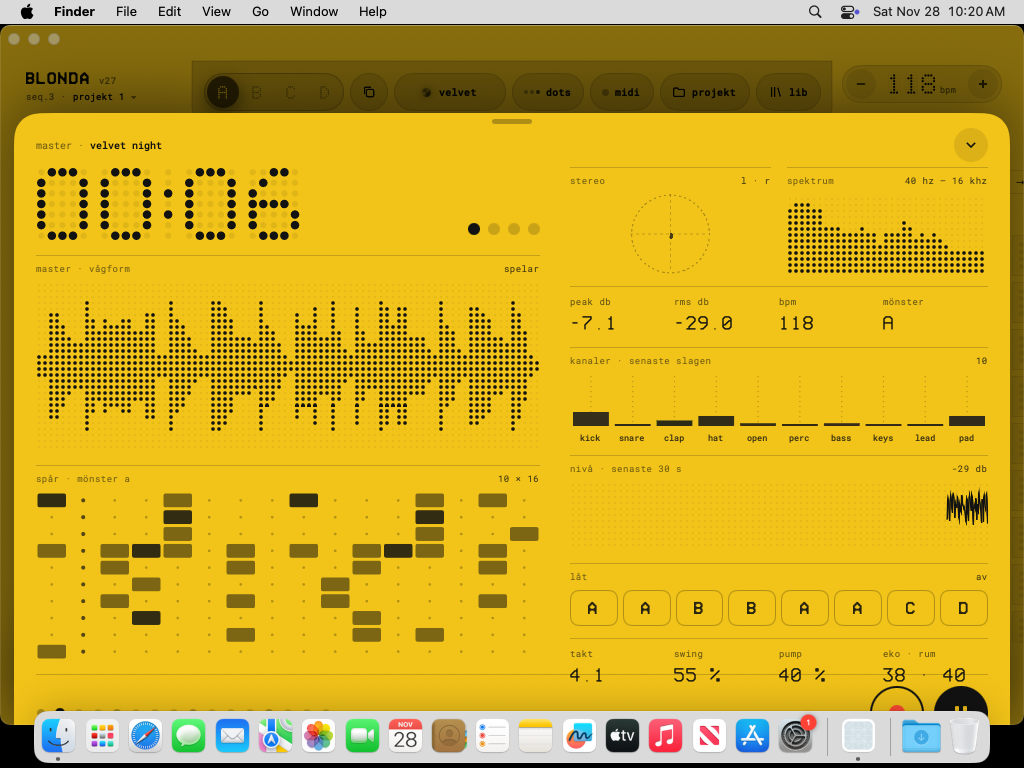 Finder File Edit View Go Window Help Sat Nov 28 10:20 AM
BLONDA v27
seq.3 · projekt 1
A B C D velvet dots midi projekt lib
118 bpm
master · velvet night
00:06
stereo l · r
spektrum 40 hz – 16 khz
master · vågform spelar
peak db rms db bpm mönster
-7.1 -29.0 118 A
kanaler · senaste slagen 10
kick snare clap hat open perc bass keys lead pad
nivå · senaste 30 s -29 db
spår · mönster a 10 × 16
låt av
A A B B A A C D
takt swing pump eko · rum
4.1 55 % 40 % 38 · 40
NOV
28
tv
1